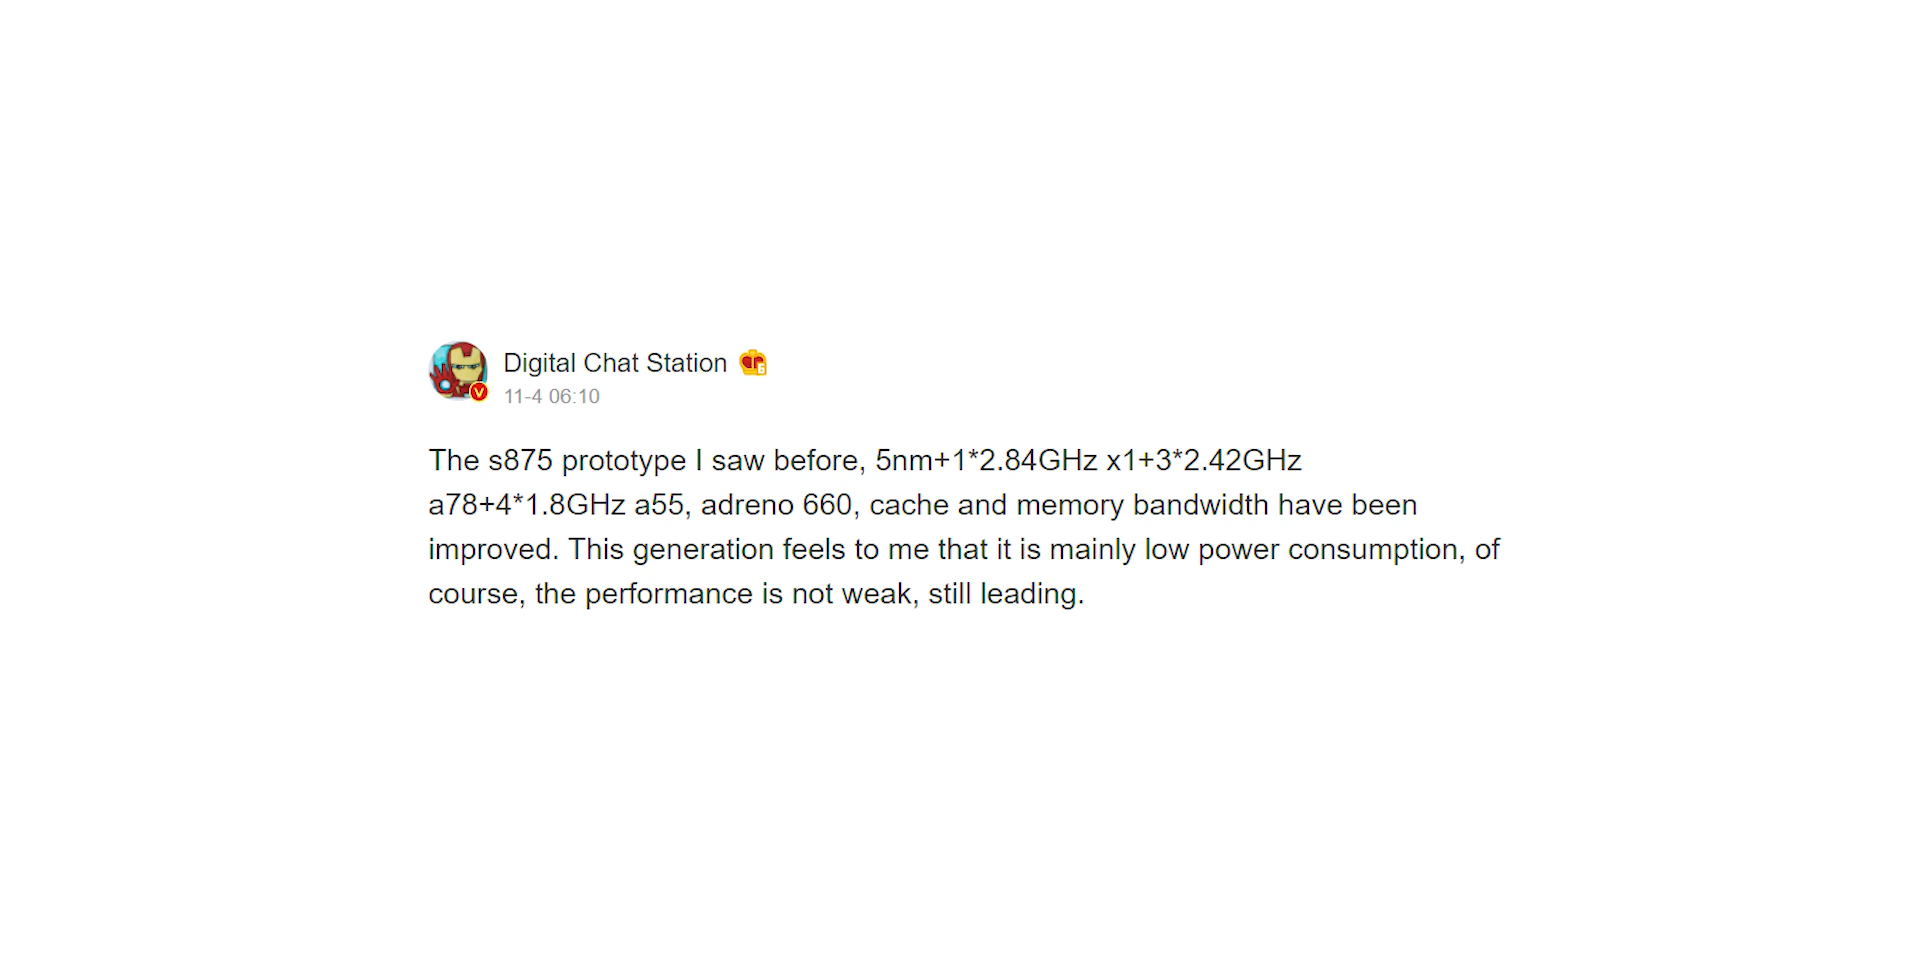 Digital Chat Station
11-4 06:10
The s875 prototype I saw before, 5nm+1*2.84GHz x1+3*2.42GHz
a78+4*1.8GHz a55, adreno 660, cache and memory bandwidth have been
improved. This generation feels to me that it is mainly low power consumption, of
course, the performance is not weak, still leading.